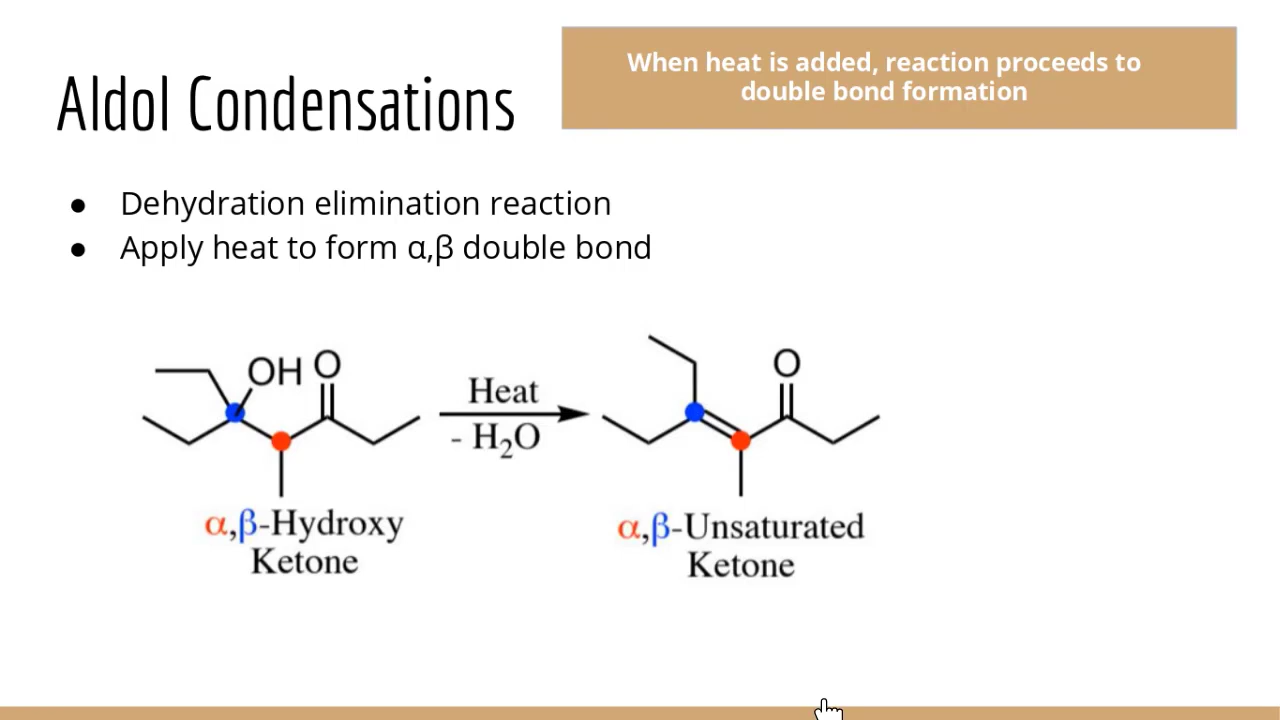 Aldol Condensations
When heat is added, reaction proceeds to
double bond formation
● Dehydration elimination reaction
● Apply heat to form α,β double bond
OH O
Heat
- H₂O
O
α,β-Hydroxy
Ketone
α,β-Unsaturated
Ketone